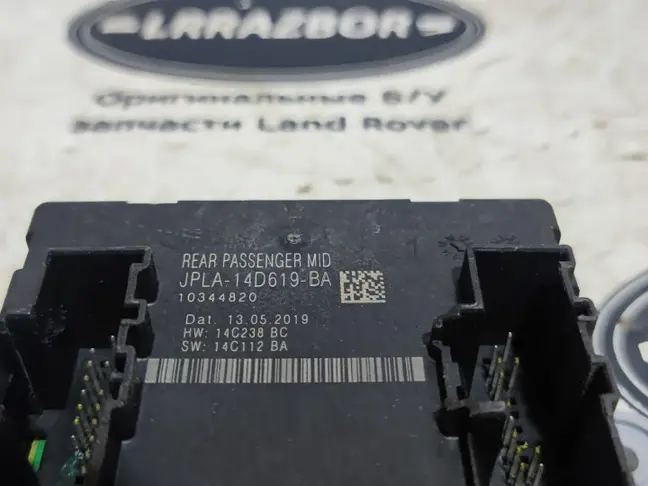 LRRAZBOR
Оригинальные Б/У
запчасти Land Rover
REAR PASSENGER MID
JPLA-14D619-BA
10344820
Dat. 13.05.2019
HW: 14C238 BC
SW: 14C112 BA